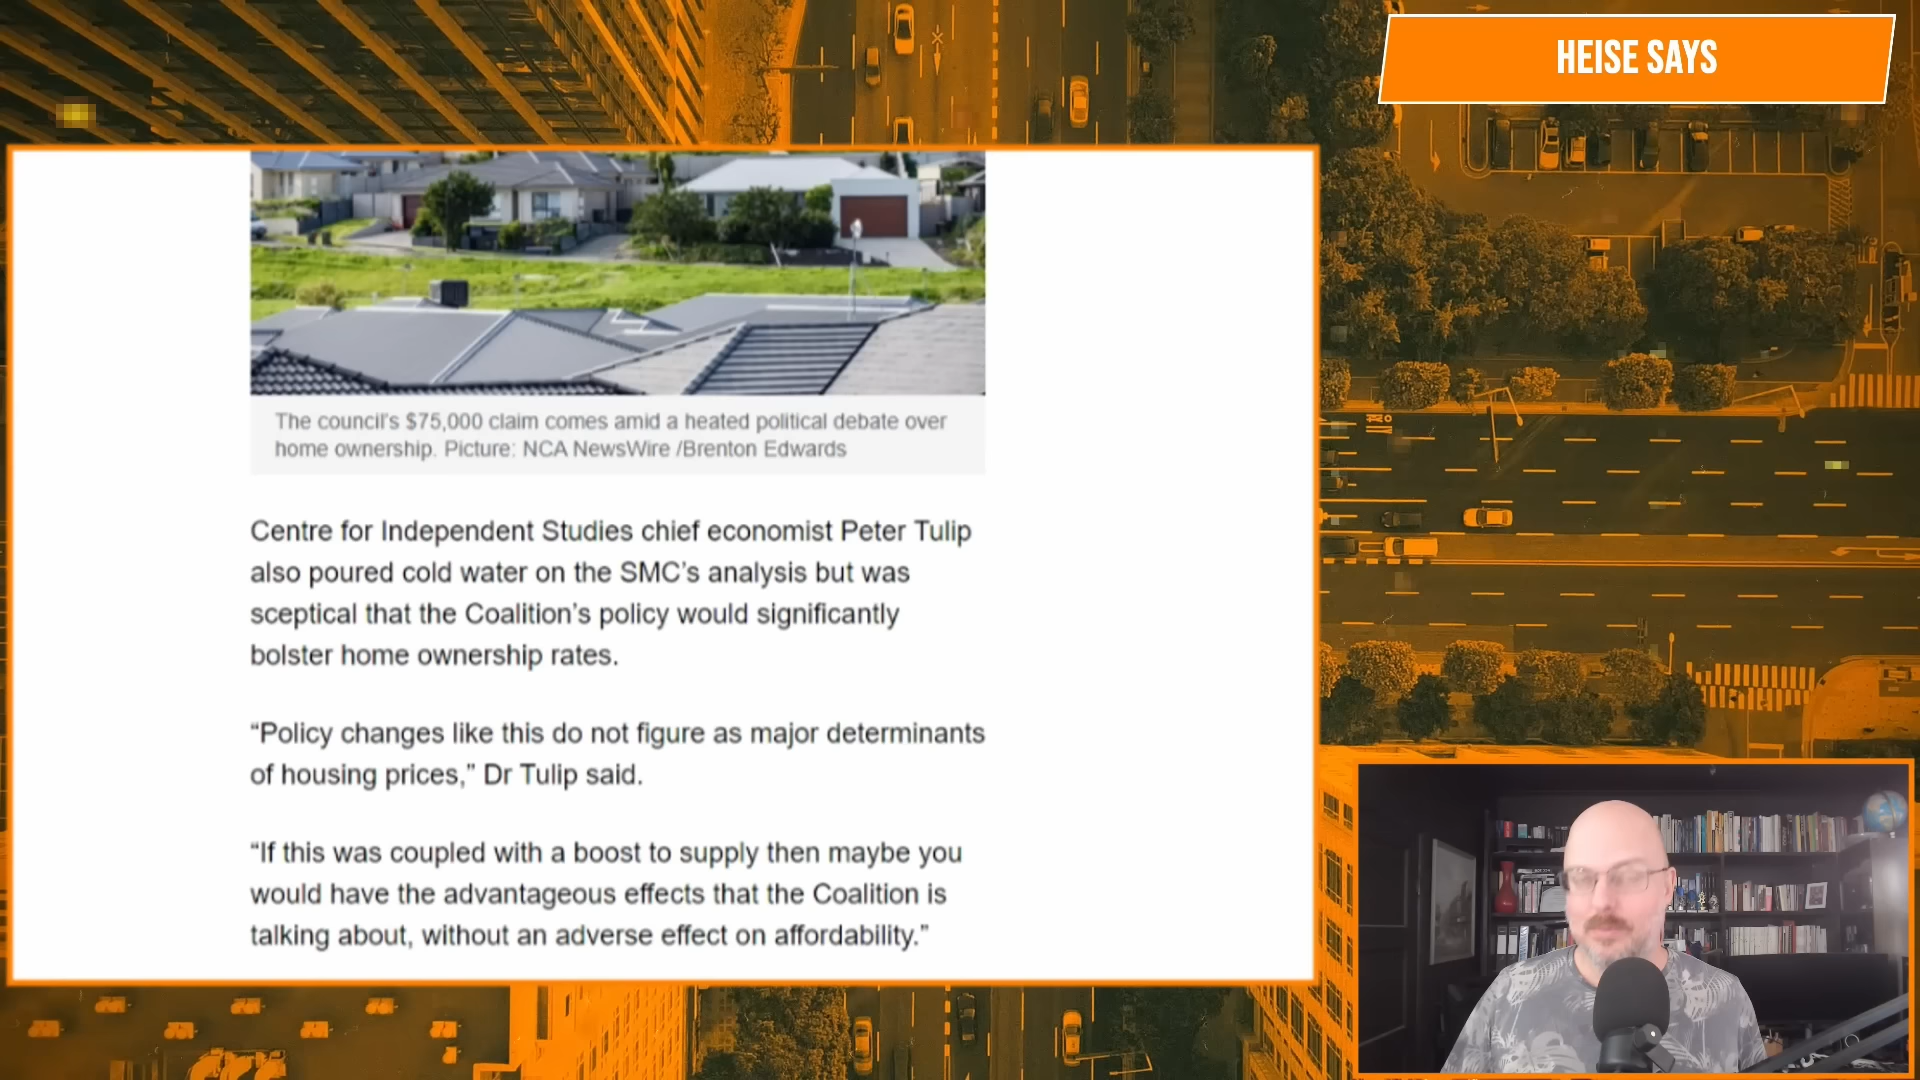 HEISE SAYS
The council's $75,000 claim comes amid a heated political debate over
home ownership. Picture: NCA NewsWire /Brenton Edwards
Centre for Independent Studies chief economist Peter Tulip
also poured cold water on the SMC’s analysis but was
sceptical that the Coalition’s policy would significantly
bolster home ownership rates.
“Policy changes like this do not figure as major determinants
of housing prices,” Dr Tulip said.
“If this was coupled with a boost to supply then maybe you
would have the advantageous effects that the Coalition is
talking about, without an adverse effect on affordability.”